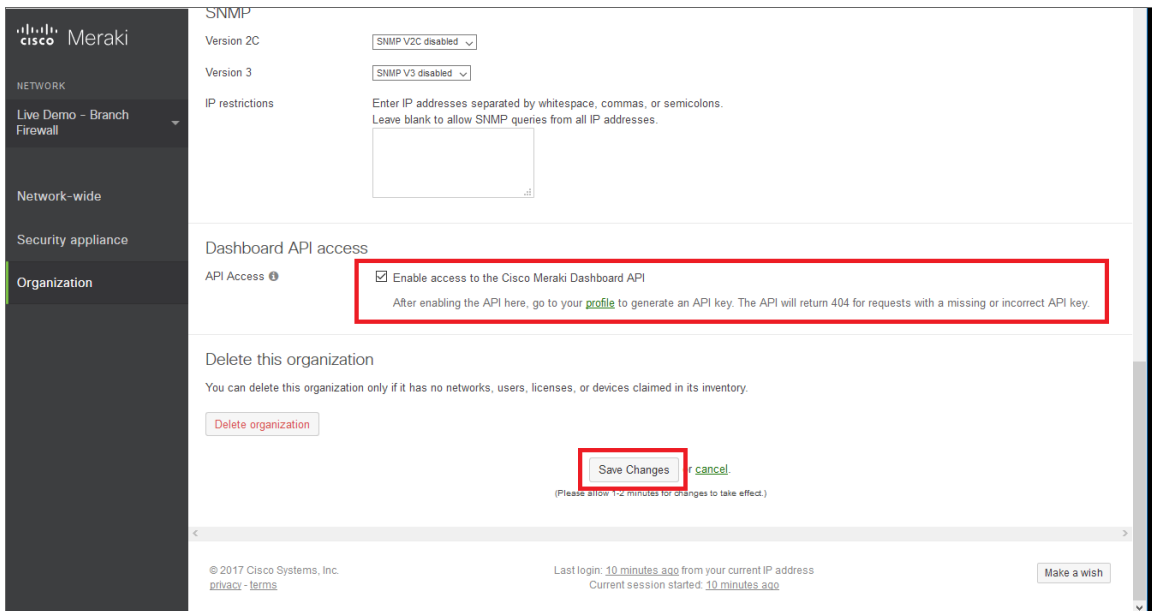 cisco Meraki
NETWORK
Live Demo - Branch
Firewall
Network-wide
Security appliance
Organization
SNMP
Version 2C
SNMP V2C disabled
Version 3
SNMP V3 disabled
IP restrictions
Enter IP addresses separated by whitespace, commas, or semicolons.
Leave blank to allow SNMP queries from all IP addresses.
Dashboard API access
API Access
Enable access to the Cisco Meraki Dashboard API
After enabling the API here, go to your profile to generate an API key. The API will return 404 for requests with a missing or incorrect API key.
Delete this organization
You can delete this organization only if it has no networks, users, licenses, or devices claimed in its inventory.
Delete organization
Save Changes r cancel.
(Please allow 1-2 minutes for changes to take effect.)
© 2017 Cisco Systems, Inc.
privacy - terms
Last login: 10 minutes ago from your current IP address
Current session started: 10 minutes ago
Make a wish